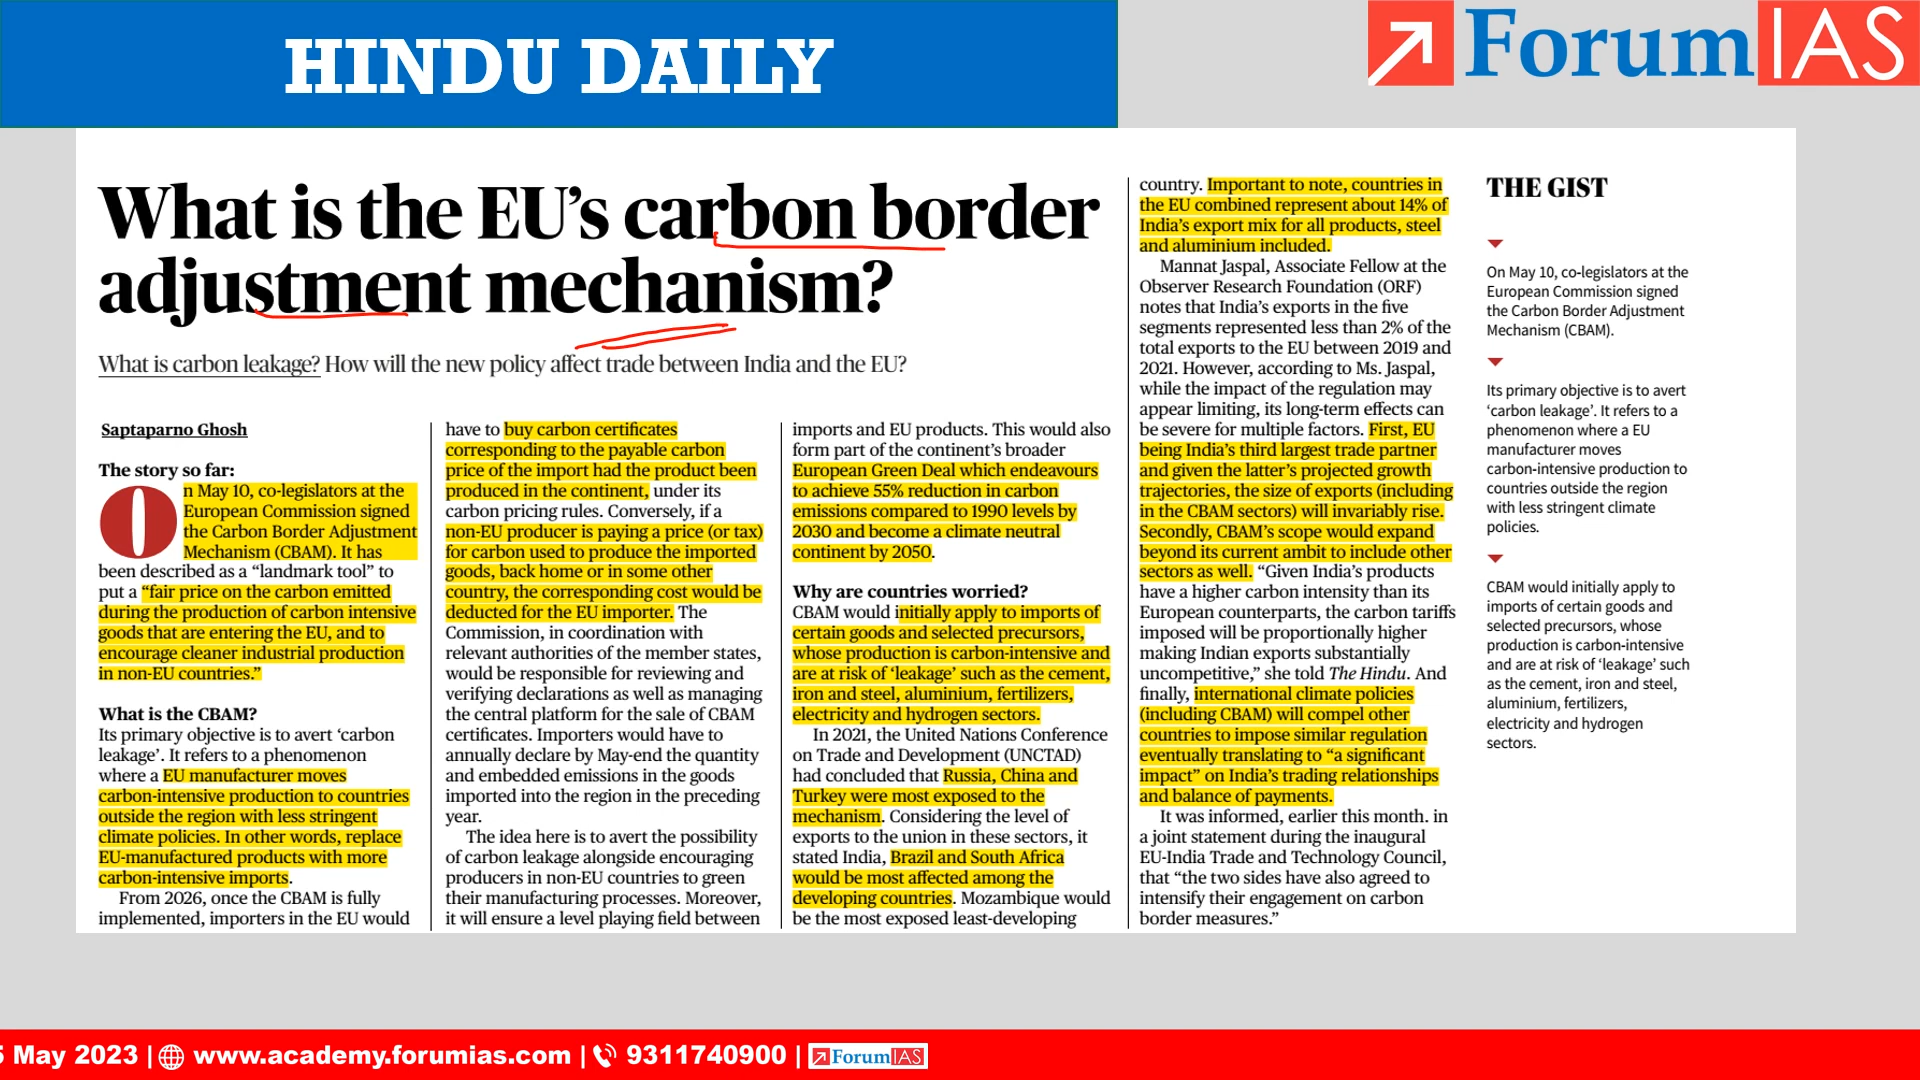 HINDU DAILY
ForumIAS
What is the EU's carbon border
adjustment mechanism?
What is carbon leakage? How will the new policy affect trade between India and the EU?
Saptaparno Ghosh
The story so far:
On May 10, co-legislators at the
European Commission signed
the Carbon Border Adjustment
Mechanism (CBAM). It has
been described as a “landmark tool” to
put a “fair price on the carbon emitted
during the production of carbon intensive
goods that are entering the EU, and to
encourage cleaner industrial production
in non-EU countries.”
What is the CBAM?
Its primary objective is to avert ‘carbon
leakage’. It refers to a phenomenon
where a EU manufacturer moves
carbon-intensive production to countries
outside the region with less stringent
climate policies. In other words, replace
EU-manufactured products with more
carbon-intensive imports.
From 2026, once the CBAM is fully
implemented, importers in the EU would
have to buy carbon certificates
corresponding to the payable carbon
price of the import had the product been
produced in the continent, under its
carbon pricing rules. Conversely, if a
non-EU producer is paying a price (or tax)
for carbon used to produce the imported
goods, back home or in some other
country, the corresponding cost would be
deducted for the EU importer. The
Commission, in coordination with
relevant authorities of the member states,
would be responsible for reviewing and
verifying declarations as well as managing
the central platform for the sale of CBAM
certificates. Importers would have to
annually declare by May-end the quantity
and embedded emissions in the goods
imported into the region in the preceding
year.
The idea here is to avert the possibility
of carbon leakage alongside encouraging
producers in non-EU countries to green
their manufacturing processes. Moreover,
it will ensure a level playing field between
imports and EU products. This would also
form part of the continent's broader
European Green Deal which endeavours
to achieve 55% reduction in carbon
emissions compared to 1990 levels by
2030 and become a climate neutral
continent by 2050.
Why are countries worried?
CBAM would initially apply to imports of
certain goods and selected precursors,
whose production is carbon-intensive and
are at risk of ‘leakage’ such as the cement,
iron and steel, aluminium, fertilizers,
electricity and hydrogen sectors.
In 2021, the United Nations Conference
on Trade and Development (UNCTAD)
had concluded that Russia, China and
Turkey were most exposed to the
mechanism. Considering the level of
exports to the union in these sectors, it
stated India, Brazil and South Africa
would be most affected among the
developing countries. Mozambique would
be the most exposed least-developing
country. Important to note, countries in
the EU combined represent about 14% of
India's export mix for all products, steel
and aluminium included.
Mannat Jaspal, Associate Fellow at the
Observer Research Foundation (ORF)
notes that India's exports in the five
segments represented less than 2% of the
total exports to the EU between 2019 and
2021. However, according to Ms. Jaspal,
while the impact of the regulation may
appear limiting, its long-term effects can
be severe for multiple factors. First, EU
being India's third largest trade partner
and given the latter's projected growth
trajectories, the size of exports (including
in the CBAM sectors) will invariably rise.
Secondly, CBAM's scope would expand
beyond its current ambit to include other
sectors as well. “Given India's products
have a higher carbon intensity than its
European counterparts, the carbon tariffs
imposed will be proportionally higher
making Indian exports substantially
uncompetitive,” she told The Hindu. And
finally, international climate policies
(including CBAM) will compel other
countries to impose similar regulation
eventually translating to “a significant
impact” on India's trading relationships
and balance of payments.
It was informed, earlier this month. in
a joint statement during the inaugural
EU-India Trade and Technology Council,
that “the two sides have also agreed to
intensify their engagement on carbon
border measures.”
THE GIST
On May 10, co-legislators at the
European Commission signed
the Carbon Border Adjustment
Mechanism (CBAM).
Its primary objective is to avert
‘carbon leakage’. It refers to a
phenomenon where a EU
manufacturer moves
carbon-intensive production to
countries outside the region
with less stringent climate
policies.
CBAM would initially apply to
imports of certain goods and
selected precursors, whose
production is carbon-intensive
and are at risk of ‘leakage’ such
as the cement, iron and steel,
aluminium, fertilizers,
electricity and hydrogen
sectors.
May 2023 | www.academy.forumias.com | 9311740900 | ForumIAS